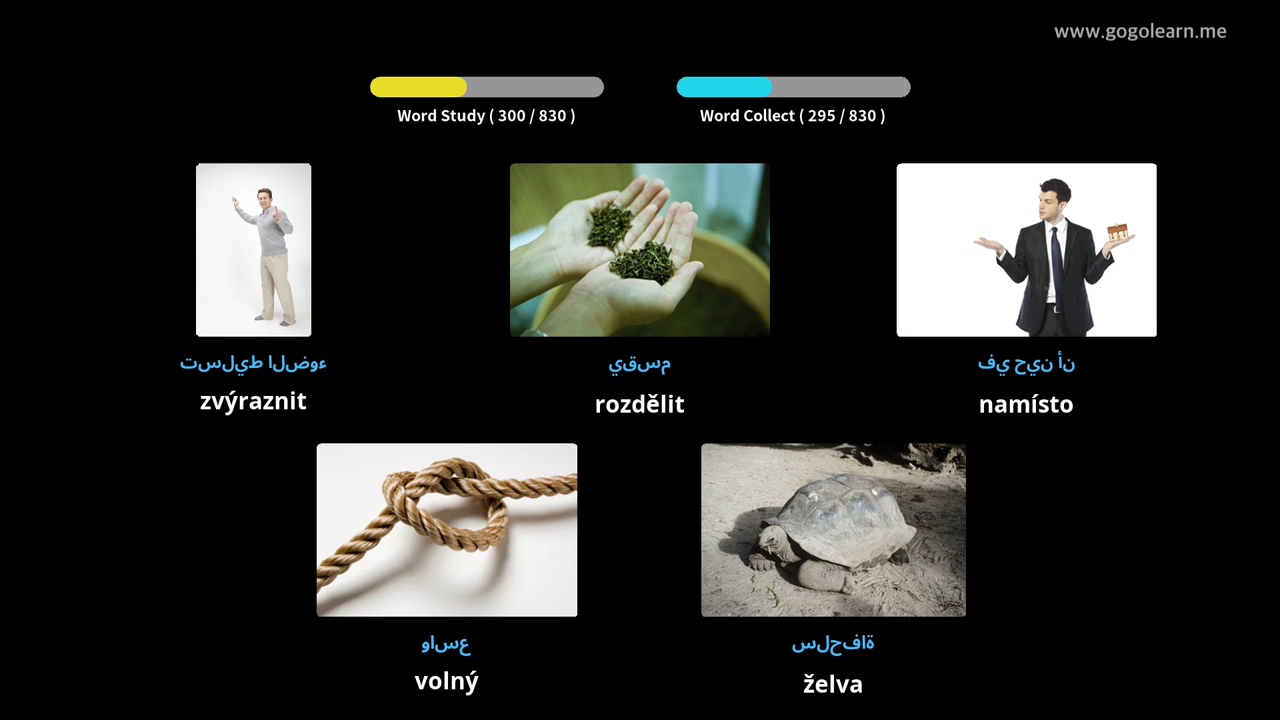 www.gogolearn.me
Word Study ( 300 / 830 )
Word Collect ( 295 / 830 )
تسليط الضوء
zvýraznit
يقسم
rozdělit
في حين أن
namísto
واسع
volný
سلحفاة
želva